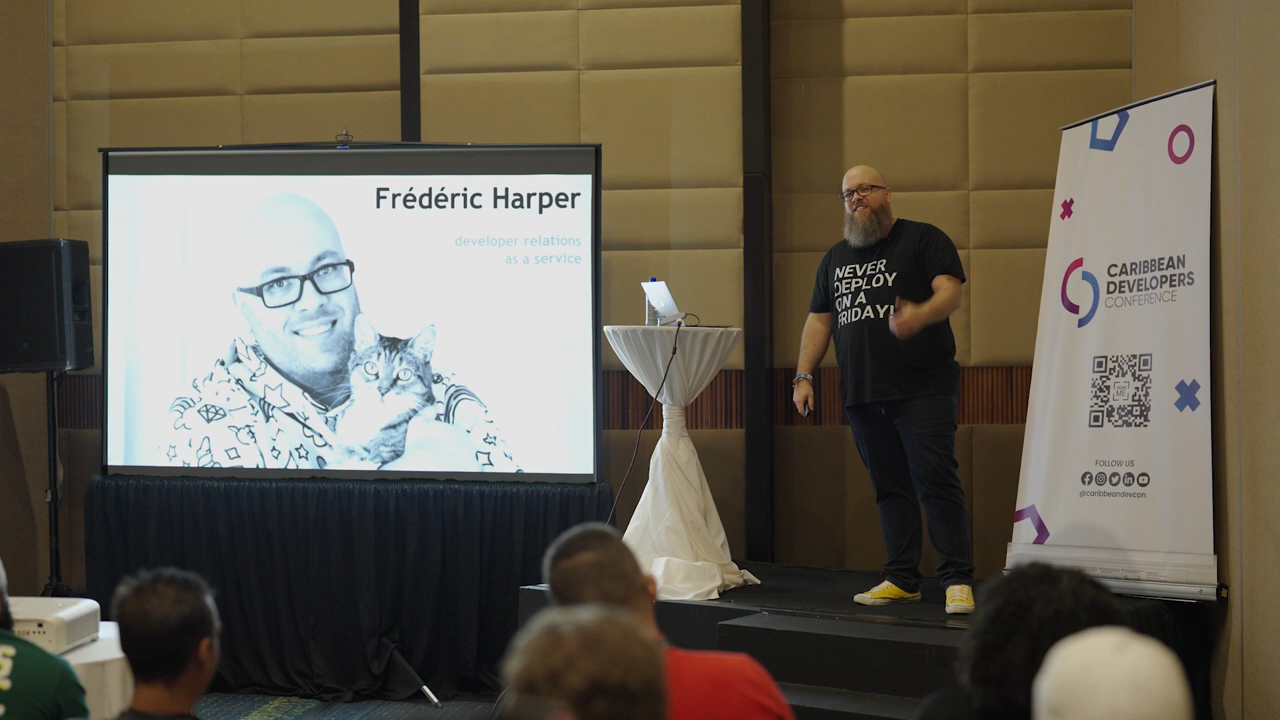 Frédéric Harper
developer relations
as a service
NEVER
DEPLOY
ON A
FRIDAY!
CARIBBEAN
DEVELOPERS
CONFERENCE
FOLLOW US
@caribbeandevcon